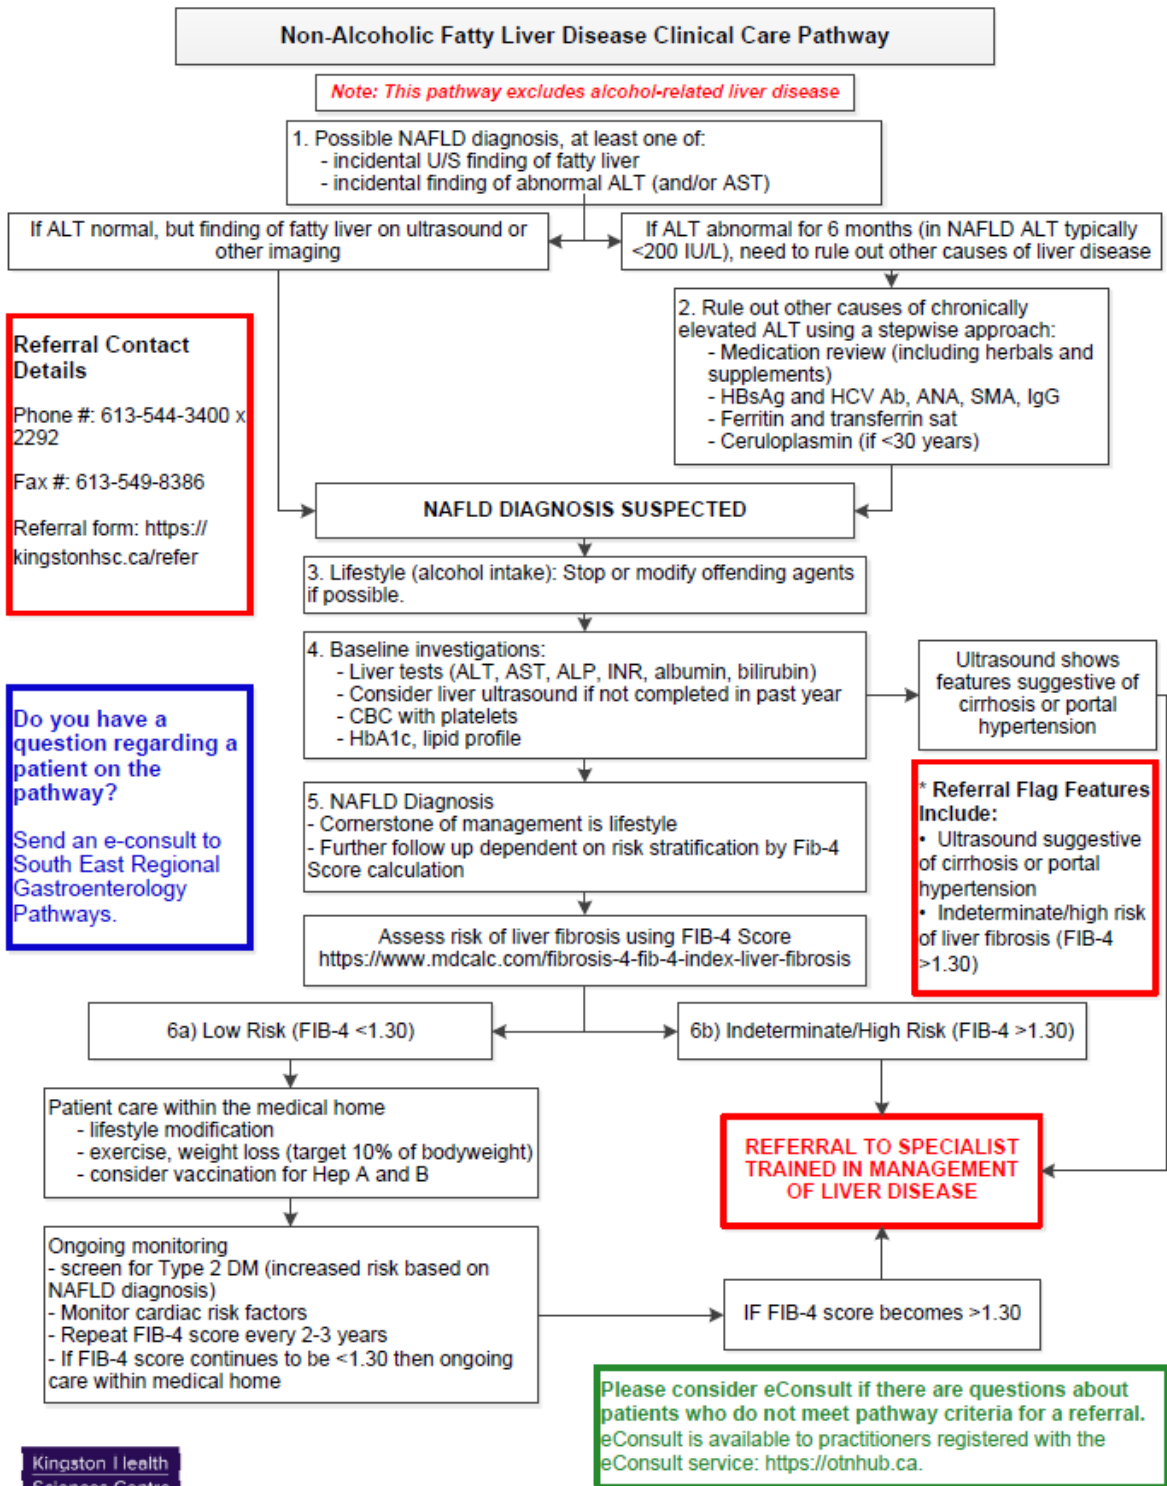 Non-Alcoholic Fatty Liver Disease Clinical Care Pathway
Note: This pathway excludes alcohol-related liver disease
1. Possible NAFLD diagnosis, at least one of:
- incidental U/S finding of fatty liver
- incidental finding of abnormal ALT (and/or AST)
If ALT normal, but finding of fatty liver on ultrasound or
other imaging
If ALT abnormal for 6 months (in NAFLD ALT typically
<200 IU/L), need to rule out other causes of liver disease
2. Rule out other causes of chronically
elevated ALT using a stepwise approach:
- Medication review (including herbals and
supplements)
- HBsAg and HCV Ab, ANA, SMA, IgG
- Ferritin and transferrin sat
- Ceruloplasmin (if <30 years)
Referral Contact
Details
Phone #: 613-544-3400 x
2292
Fax #: 613-549-8386
Referral form: https://
kingstonhsc.ca/refer
NAFLD DIAGNOSIS SUSPECTED
3. Lifestyle (alcohol intake): Stop or modify offending agents
if possible.
4. Baseline investigations:
- Liver tests (ALT, AST, ALP, INR, albumin, bilirubin)
- Consider liver ultrasound if not completed in past year
- CBC with platelets
- HbA1c, lipid profile
Ultrasound shows
features suggestive of
cirrhosis or portal
hypertension
Do you have a
question regarding a
patient on the
pathway?
Send an e-consult to
South East Regional
Gastroenterology
Pathways.
* Referral Flag Features
Include:
• Ultrasound suggestive
of cirrhosis or portal
hypertension
• Indeterminate/high risk
of liver fibrosis (FIB-4
>1.30)
5. NAFLD Diagnosis
- Cornerstone of management is lifestyle
- Further follow up dependent on risk stratification by Fib-4
Score calculation
Assess risk of liver fibrosis using FIB-4 Score
https://www.mdcalc.com/fibrosis-4-fib-4-index-liver-fibrosis
6a) Low Risk (FIB-4 <1.30)
6b) Indeterminate/High Risk (FIB-4 >1.30)
Patient care within the medical home
- lifestyle modification
- exercise, weight loss (target 10% of bodyweight)
- consider vaccination for Hep A and B
REFERRAL TO SPECIALIST
TRAINED IN MANAGEMENT
OF LIVER DISEASE
Ongoing monitoring
- screen for Type 2 DM (increased risk based on
NAFLD diagnosis)
- Monitor cardiac risk factors
- Repeat FIB-4 score every 2-3 years
- If FIB-4 score continues to be <1.30 then ongoing
care within medical home
IF FIB-4 score becomes >1.30
Please consider eConsult if there are questions about
patients who do not meet pathway criteria for a referral.
eConsult is available to practitioners registered with the
eConsult service: https://otnhub.ca.
Kingston Health
Sciences Centre